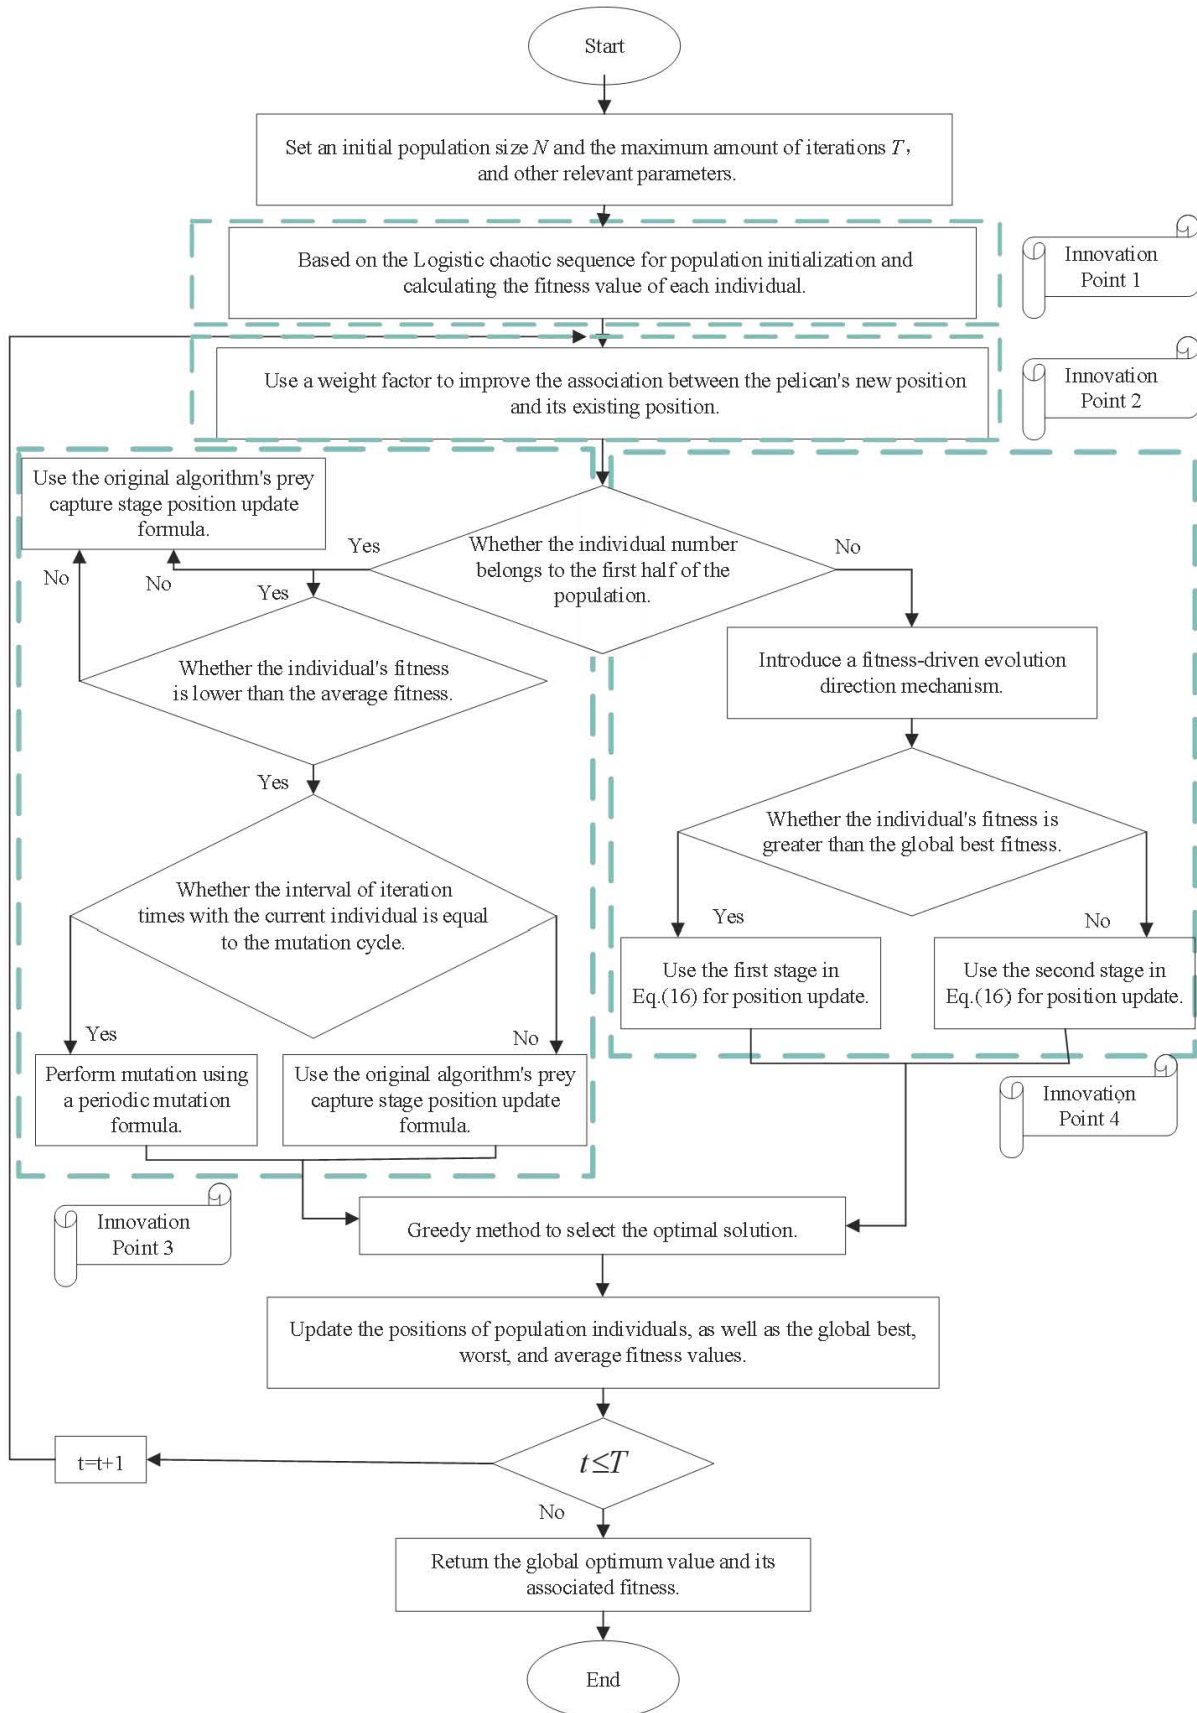 Start
Set an initial population size N and the maximum amount of iterations T,
and other relevant parameters.
Based on the Logistic chaotic sequence for population initialization and
calculating the fitness value of each individual.
Innovation
Point 1
Use a weight factor to improve the association between the pelican's new position
and its existing position.
Innovation
Point 2
Use the original algorithm's prey
capture stage position update
formula.
Yes
Whether the individual number
belongs to the first half of the
population.
No
No
No
Yes
Whether the individual's fitness
is lower than the average fitness.
Introduce a fitness-driven evolution
direction mechanism.
Yes
Whether the individual's fitness is
greater than the global best fitness.
Whether the interval of iteration
times with the current individual is equal
to the mutation cycle.
Yes
No
Use the first stage in
Eq.(16) for position update.
Use the second stage in
Eq.(16) for position update.
Yes
No
Perform mutation using
a periodic mutation
formula.
Use the original algorithm's prey
capture stage position update
formula.
Innovation
Point 4
Innovation
Point 3
Greedy method to select the optimal solution.
Update the positions of population individuals, as well as the global best,
worst, and average fitness values.
t=t+1
t≤T
No
Return the global optimum value and its
associated fitness.
End